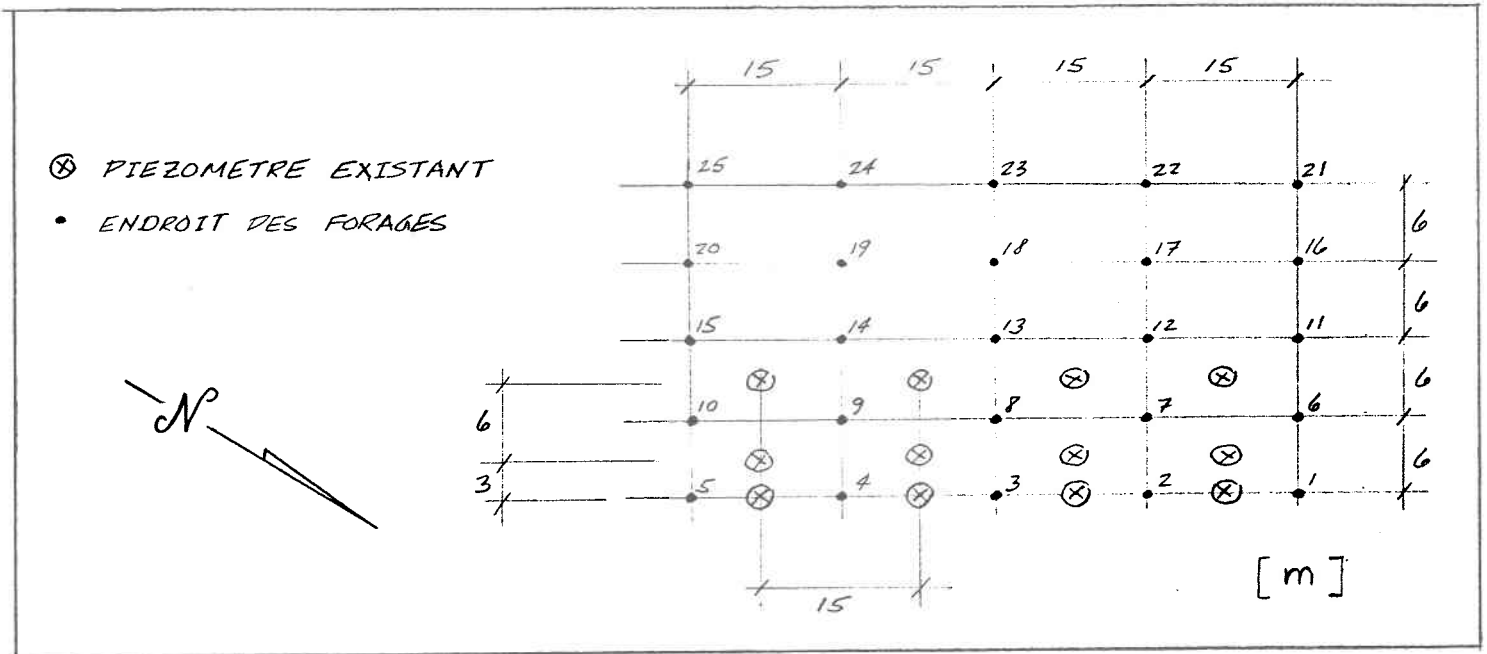 15 15 15 15
⊗ PIEZOMETRE EXISTANT
• ENDROIT DES FORAGES
25 24 23 22 21
6
20 19 18 17 16
6
15 14 13 12 11
6
10 9 8 7 6
6
N
6
3
5 4 3 2 1
15
[m]